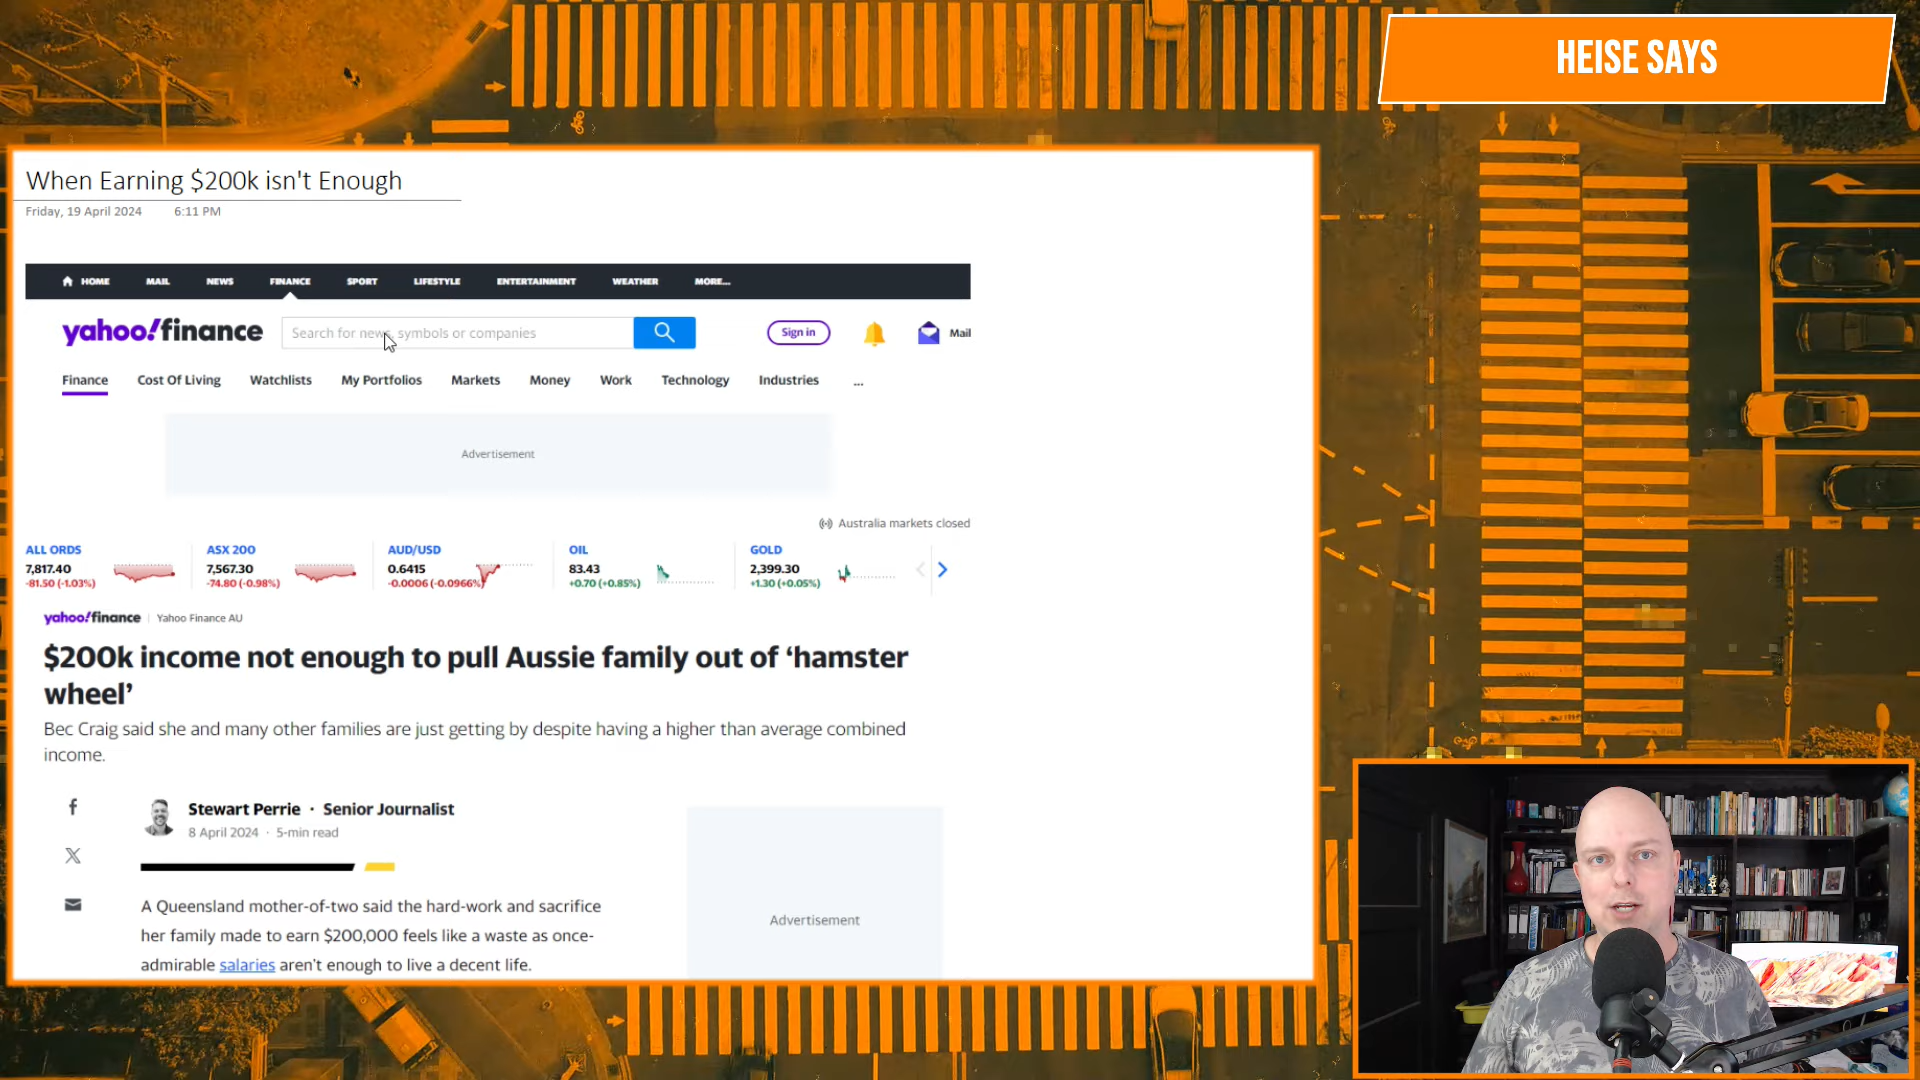 HEISE SAYS
When Earning $200k isn't Enough
Friday, 19 April 2024 6:11 PM
HOME MAIL NEWS FINANCE SPORT LIFESTYLE ENTERTAINMENT WEATHER MORE...
yahoo!finance Search for news, symbols or companies Sign in Mail
Finance Cost Of Living Watchlists My Portfolios Markets Money Work Technology Industries ...
Advertisement
Australia markets closed
ALL ORDS ASX 200 AUD/USD OIL GOLD
7,817.40 7,567.30 0.6415 83.43 2,399.30
-81.50 (-1.03%) -74.80 (-0.98%) -0.0006 (-0.0966%) +0.70 (+0.85%) +1.30 (+0.05%)
yahoo!finance Yahoo Finance AU
$200k income not enough to pull Aussie family out of ‘hamster
wheel’
Bec Craig said she and many other families are just getting by despite having a higher than average combined
income.
Stewart Perrie · Senior Journalist
8 April 2024 · 5-min read
A Queensland mother-of-two said the hard-work and sacrifice
her family made to earn $200,000 feels like a waste as once-
admirable salaries aren't enough to live a decent life.
Advertisement